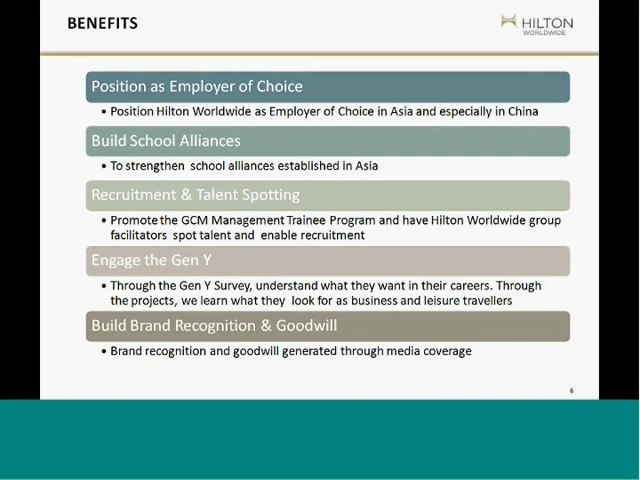 BENEFITS
HILTON
WORLDWIDE
Position as Employer of Choice
• Position Hilton Worldwide as Employer of Choice in Asia and especially in China
Build School Alliances
• To strengthen school alliances established in Asia
Recruitment & Talent Spotting
• Promote the GCM Management Trainee Program and have Hilton Worldwide group
facilitators spot talent and enable recruitment
Engage the Gen Y
• Through the Gen Y Survey, understand what they want in their careers. Through
the projects, we learn what they look for as business and leisure travellers
Build Brand Recognition & Goodwill
• Brand recognition and goodwill generated through media coverage
6